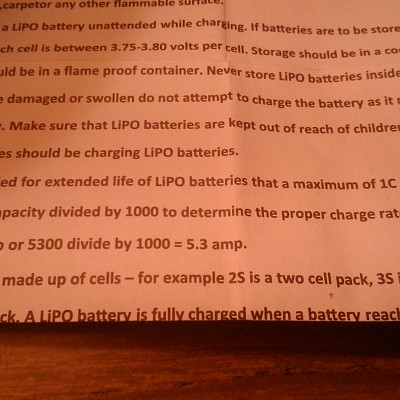 ,carpetor any other flammable surface.
a LiPO battery unattended while charging. If batteries are to be store
ch cell is between 3.75-3.80 volts per cell. Storage should be in a coo
uld be in a flame proof container. Never store LiPO batteries inside
e damaged or swollen do not attempt to charge the battery as it m
y. Make sure that LiPO batteries are kept out of reach of children
es should be charging LiPO batteries.
ed for extended life of LiPO batteries that a maximum of 1C
apacity divided by 1000 to determine the proper charge rat
o or 5300 divide by 1000 = 5.3 amp.
made up of cells – for example 2S is a two cell pack, 3S i
ck. A LiPO battery is fully charged when a battery reach